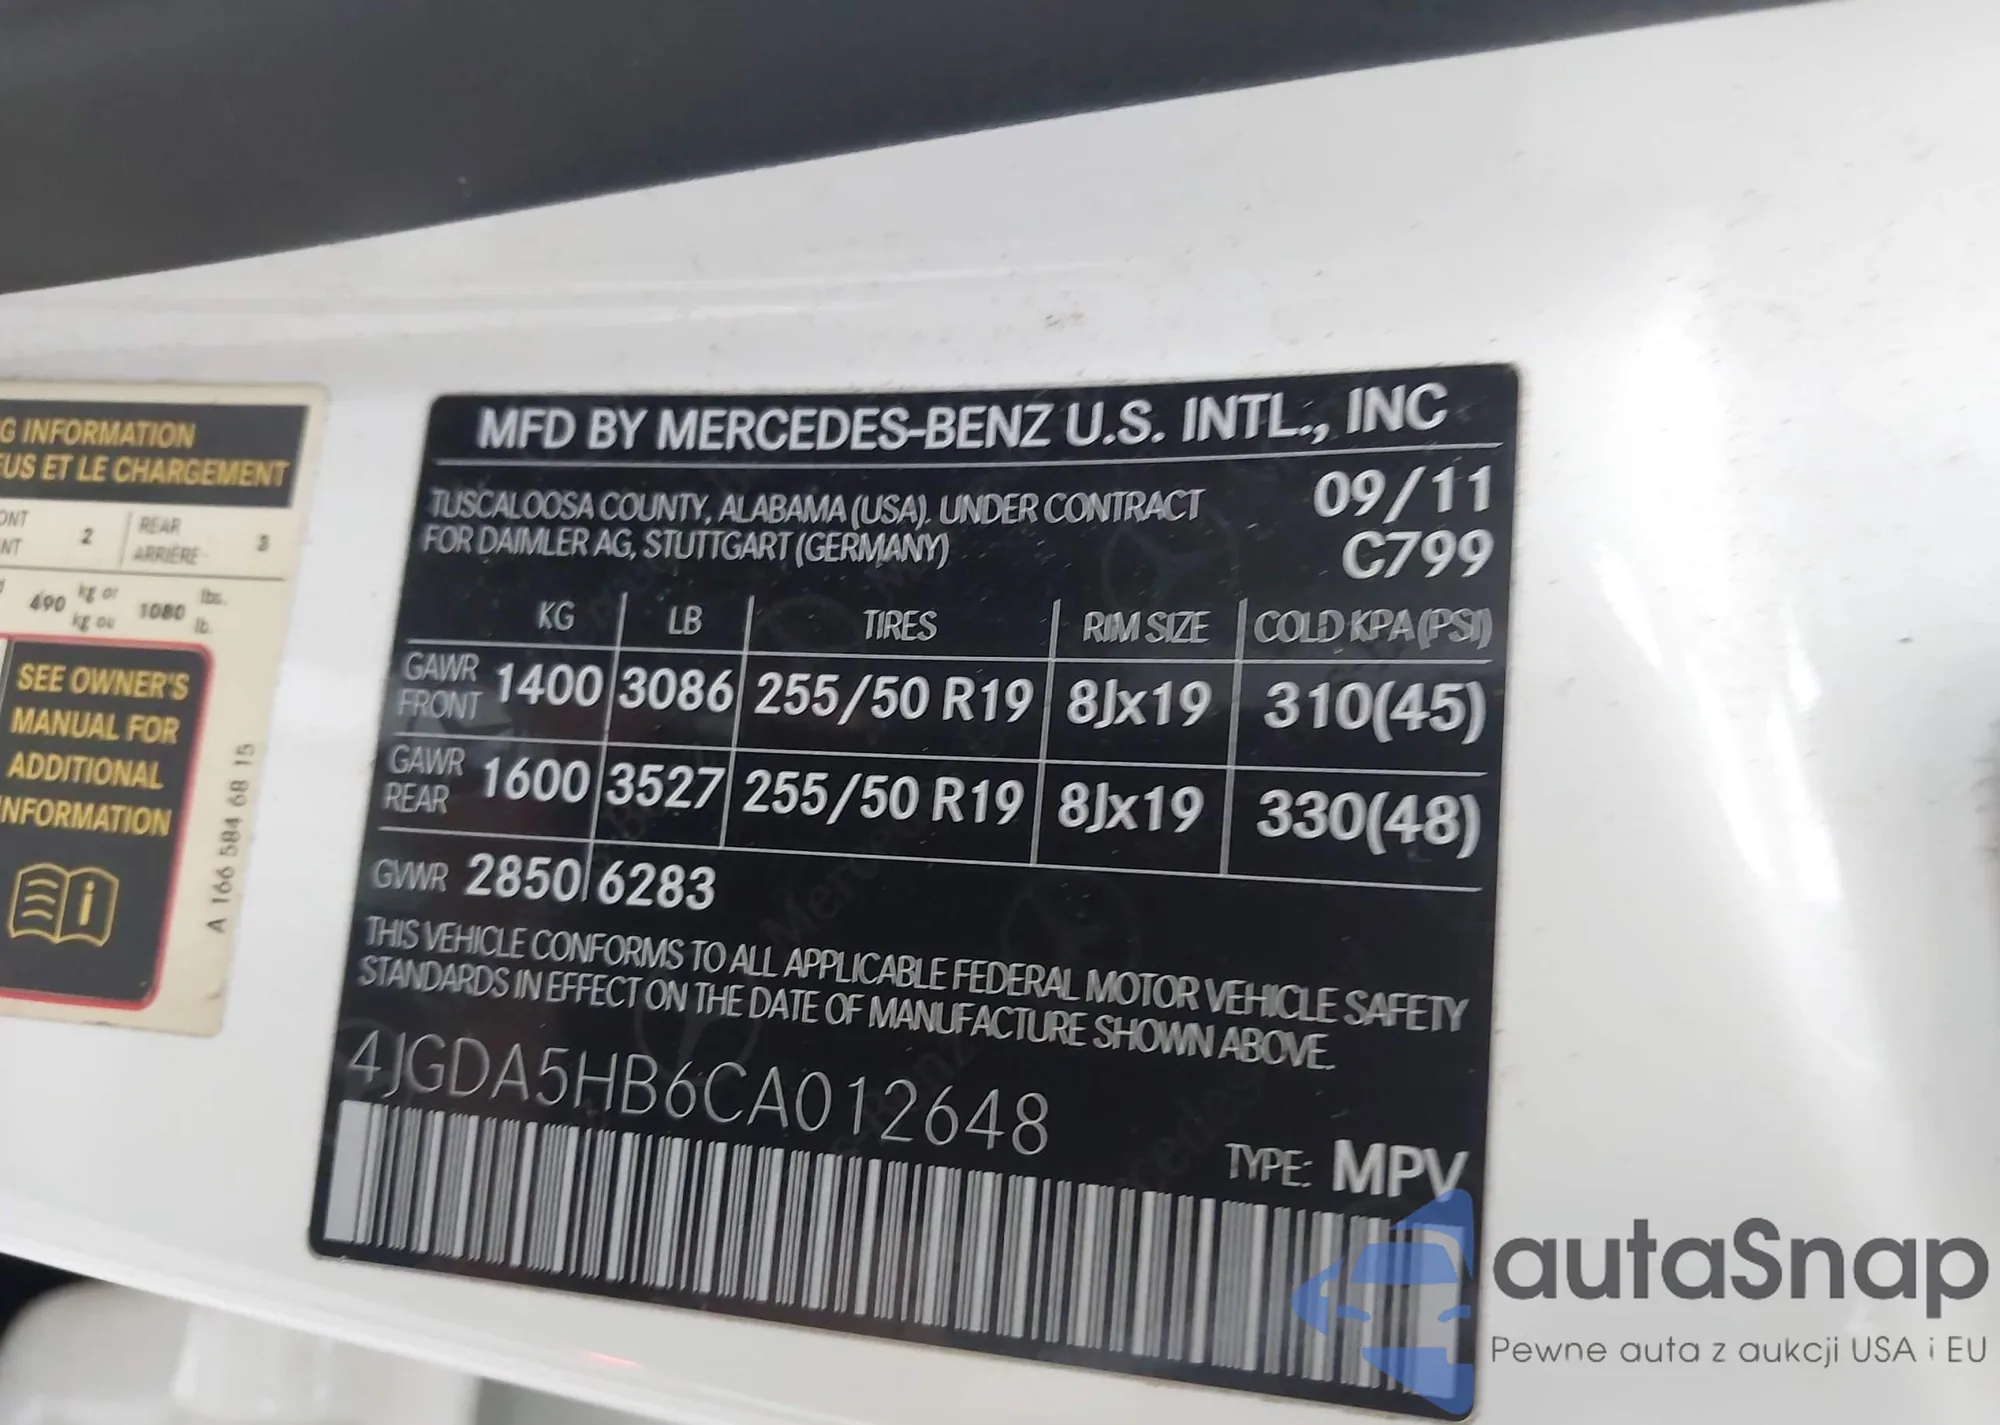 G INFORMATION
EUS ET LE CHARGEMENT
ONT
NT
2
REAR
ARRIÈRE
3
490 kg or 1080 lbs.
kg ou lb.
SEE OWNER'S
MANUAL FOR
ADDITIONAL
INFORMATION
A 166 584 68 15
MFD BY MERCEDES-BENZ U.S. INTL., INC
TUSCALOOSA COUNTY, ALABAMA (USA). UNDER CONTRACT 09/11
FOR DAIMLER AG, STUTTGART (GERMANY) C799
KG LB TIRES RIM SIZE COLD KPA (PSI)
GAWR FRONT 1400 3086 255/50 R19 8Jx19 310(45)
GAWR REAR 1600 3527 255/50 R19 8Jx19 330(48)
GVWR 2850 6283
THIS VEHICLE CONFORMS TO ALL APPLICABLE FEDERAL MOTOR VEHICLE SAFETY
STANDARDS IN EFFECT ON THE DATE OF MANUFACTURE SHOWN ABOVE.
4JGDA5HB6CA012648
TYPE: MPV
autaSnap
Pewne auta z aukcji USA i EU